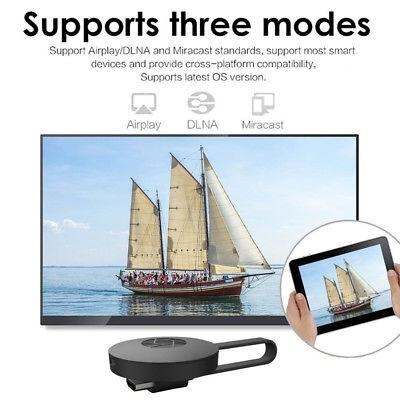 Supports three modes
Support Airplay/DLNA and Miracast standards, support most smart
devices and provide cross-platform compatibility,
Supports latest OS version.
Airplay DLNA Miracast